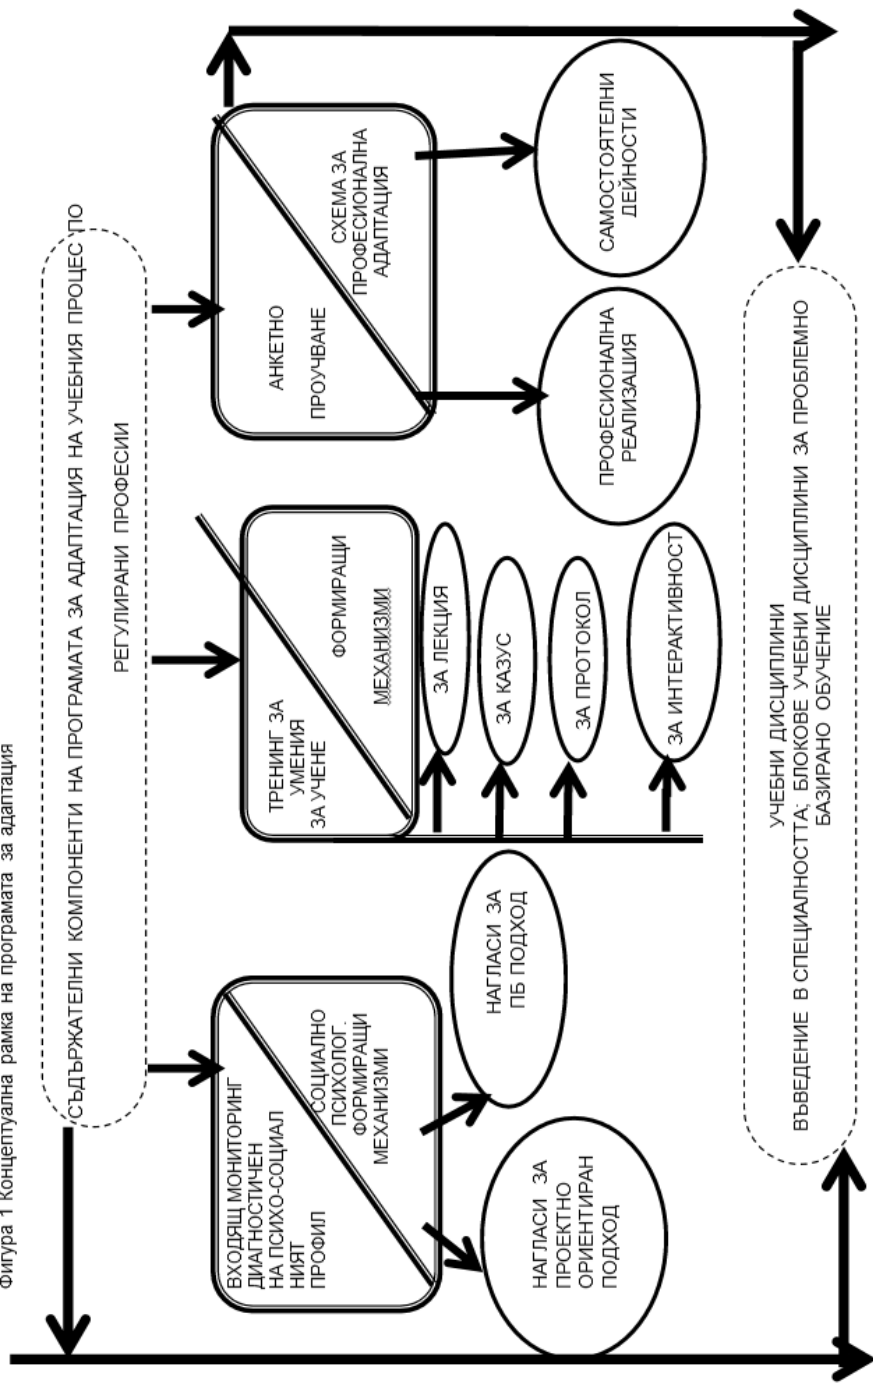 Фигура 1 Концептуална рамка на програмата за адаптация
СЪДЪРЖАТЕЛНИ КОМПОНЕНТИ НА ПРОГРАМАТА ЗА АДАПТАЦИЯ НА УЧЕБНИЯ ПРОЦЕС ПО
РЕГУЛИРАНИ ПРОФЕСИИ
ВХОДЯЩ МОНИТОРИНГ
ДИАГНОСТИЧЕН
НА ПСИХО-СОЦИАЛ
НИЯТ
ПРОФИЛ
СОЦИАЛНО
ПСИХОЛОГ.
ФОРМИРАЩИ
МЕХАНИЗМИ
ТРЕНИНГ ЗА
УМЕНИЯ
ЗА УЧЕНЕ
ФОРМИРАЩИ
МЕХАНИЗМИ
АНКЕТНО
ПРОУЧВАНЕ
СХЕМА ЗА
ПРОФЕСИОНАЛНА
АДАПТАЦИЯ
НАГЛАСИ ЗА
ПРОЕКТНО
ОРИЕНТИРАН
ПОДХОД
НАГЛАСИ ЗА
ПБ ПОДХОД
ЗА ЛЕКЦИЯ
ЗА КАЗУС
ЗА ПРОТОКОЛ
ЗА ИНТЕРАКТИВНОСТ
ПРОФЕСИОНАЛНА
РЕАЛИЗАЦИЯ
САМОСТОЯТЕЛНИ
ДЕЙНОСТИ
УЧЕБНИ ДИСЦИПЛИНИ
ВЪВЕДЕНИЕ В СПЕЦИАЛНОСТТА; БЛОКОВЕ УЧЕБНИ ДИСЦИПЛИНИ ЗА ПРОБЛЕМНО
БАЗИРАНО ОБУЧЕНИЕ